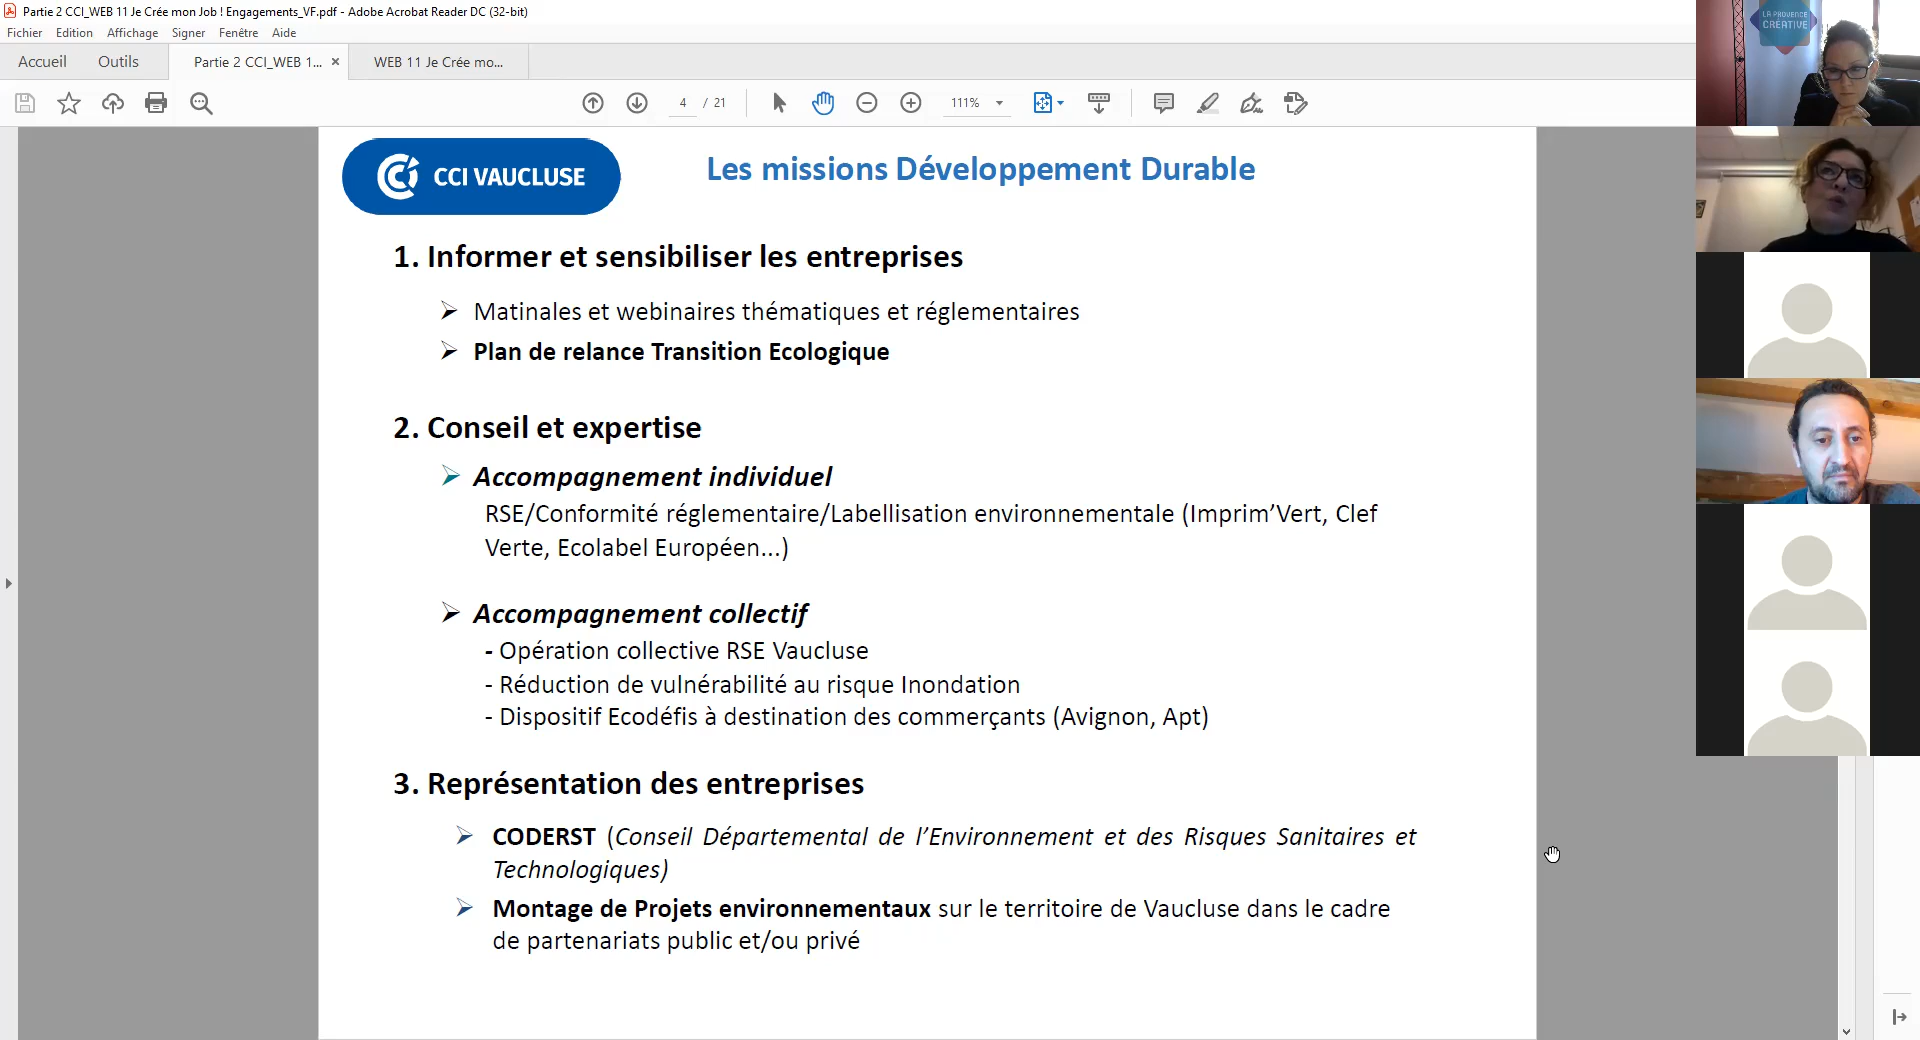 Partie 2 CCI_WEB 11 Je Crée mon Job ! Engagements_VF.pdf - Adobe Acrobat Reader DC (32-bit)
Fichier Edition Affichage Signer Fenêtre Aide
Accueil Outils Partie 2 CCI_WEB 1... × WEB 11 Je Crée mo...
4 / 21 111%
LA PROVENCE
CRÉATIVE
CCI VAUCLUSE
Les missions Développement Durable
1. Informer et sensibiliser les entreprises
Matinales et webinaires thématiques et réglementaires
Plan de relance Transition Ecologique
2. Conseil et expertise
Accompagnement individuel
RSE/Conformité réglementaire/Labellisation environnementale (Imprim’Vert, Clef
Verte, Ecolabel Européen...)
Accompagnement collectif
- Opération collective RSE Vaucluse
- Réduction de vulnérabilité au risque Inondation
- Dispositif Ecodéfis à destination des commerçants (Avignon, Apt)
3. Représentation des entreprises
CODERST (Conseil Départemental de l’Environnement et des Risques Sanitaires et
Technologiques)
Montage de Projets environnementaux sur le territoire de Vaucluse dans le cadre
de partenariats public et/ou privé